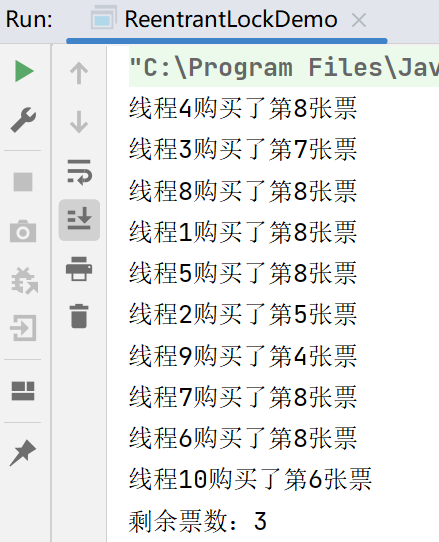 Run: ReentrantLockDemo
"C:\Program Files\Jav
线程4购买了第8张票
线程3购买了第7张票
线程8购买了第8张票
线程1购买了第8张票
线程5购买了第8张票
线程2购买了第5张票
线程9购买了第4张票
线程7购买了第8张票
线程6购买了第8张票
线程10购买了第6张票
剩余票数：3